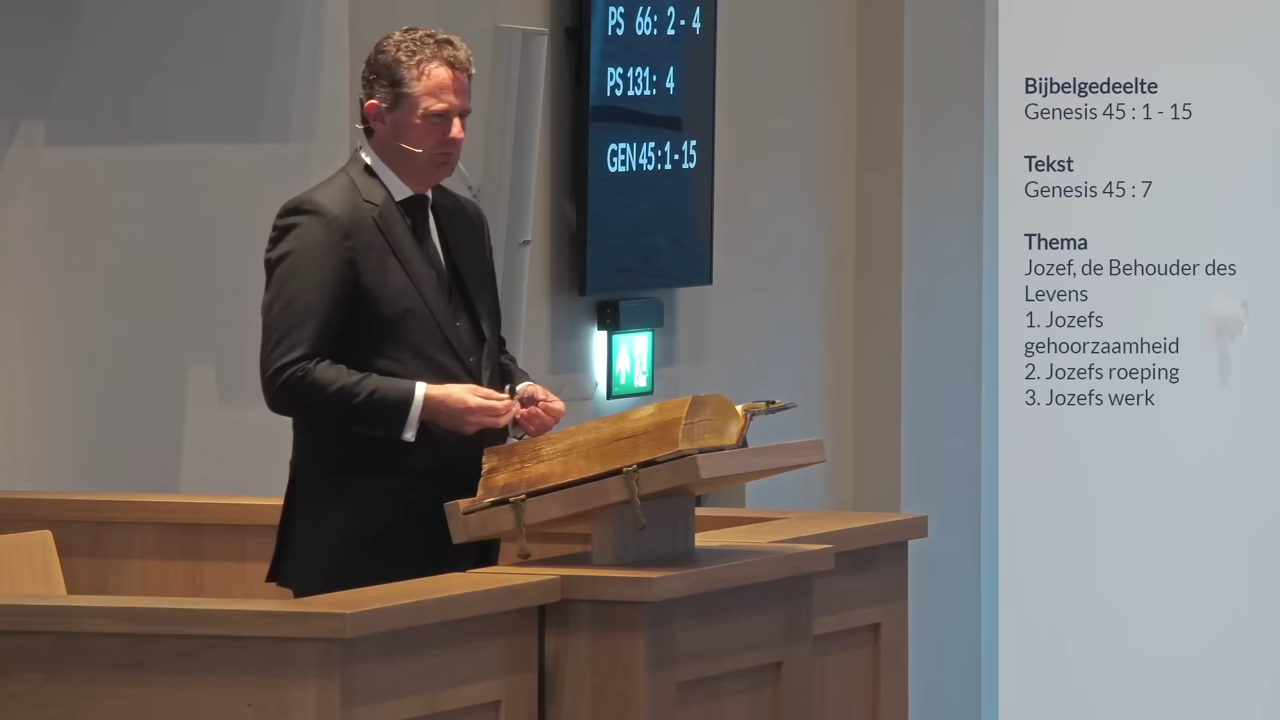 PS 66: 2 - 4
PS 131: 4
GEN 45 : 1 - 15
Bijbelgedeelte
Genesis 45 : 1 - 15
Tekst
Genesis 45 : 7
Thema
Jozef, de Behouder des
Levens
1. Jozefs
gehoorzaamheid
2. Jozefs roeping
3. Jozefs werk